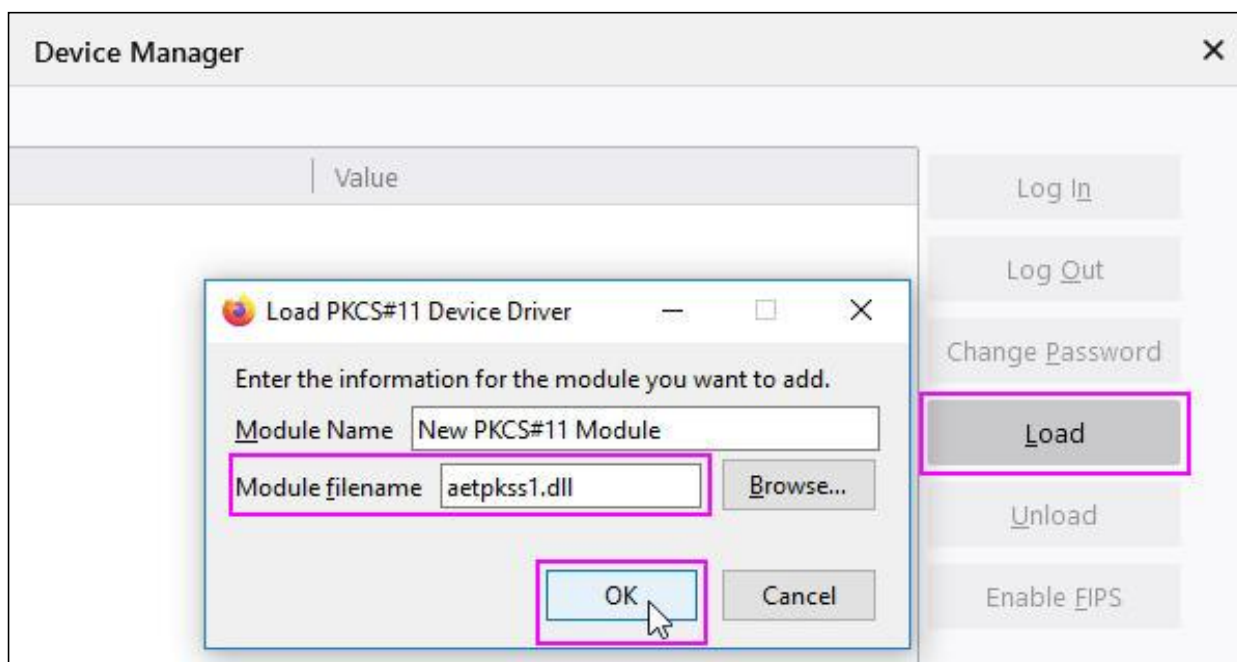 Device Manager
Value
Log In
Log Out
Load PKCS#11 Device Driver
Change Password
Enter the information for the module you want to add.
Module Name New PKCS#11 Module
Load
Module filename aetpkss1.dll Browse...
Unload
OK Cancel
Enable FIPS